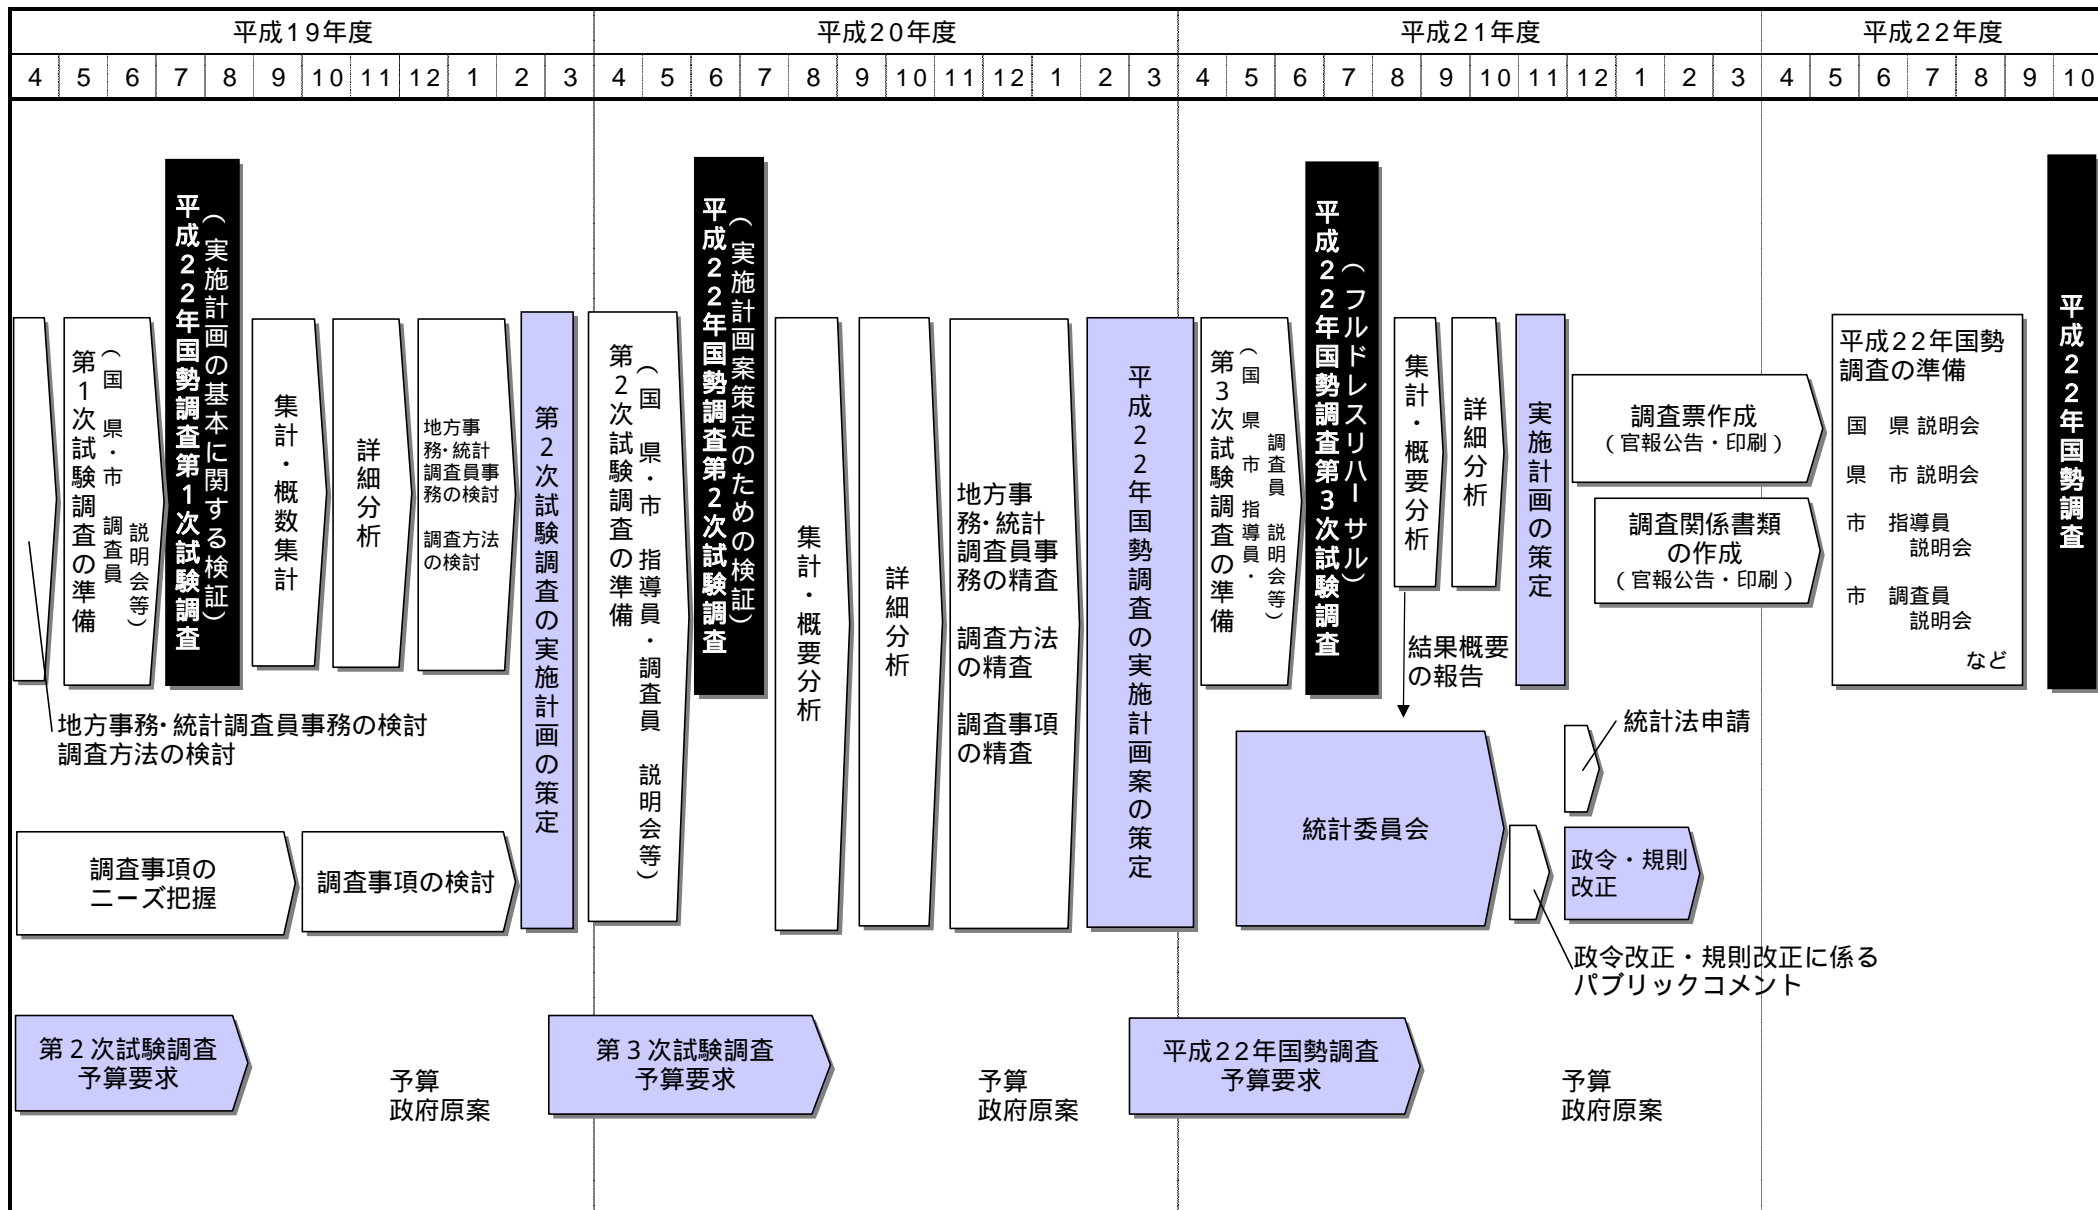 平成19年度
平成20年度
平成21年度
平成22年度
4 5 6 7 8 9 10 11 12 1 2 3 4 5 6 7 8 9 10 11 12 1 2 3 4 5 6 7 8 9 10 11 12 1 2 3 4 5 6 7 8 9 10
地方事務・統計調査員事務の検討
調査方法の検討
第1次試験調査の準備
（国 県・市 調査員
説明会等）
平成22年国勢調査第1次試験調査
（実施計画の基本に関する検証）
集計・概数集計
詳細分析
地方事
務・統計
調査員事
務の検討
調査方法
の検討
第2次試験調査の実施計画の策定
調査事項の
ニーズ把握
調査事項の検討
第２次試験調査
予算要求
予算
政府原案
第2次試験調査の準備
（国 県・市 指導員・調査員 説明会等）
平成22年国勢調査第2次試験調査
（実施計画案策定のための検証）
集計・概要分析
詳細分析
地方事
務・統計
調査員事
務の精査
調査方法
の精査
調査事項
の精査
平成22年国勢調査の実施計画案の策定
第３次試験調査
予算要求
予算
政府原案
第3次試験調査の準備
（国 県 市 指導員・
調査員 説明会等）
平成22年国勢調査第3次試験調査
（フルドレスリハーサル）
集計・概要分析
詳細分析
実施計画の策定
結果概要
の報告
統計委員会
調査票作成
（官報公告・印刷）
調査関係書類
の作成
（官報公告・印刷）
統計法申請
政令・規則
改正
政令改正・規則改正に係る
パブリックコメント
平成22年国勢調査
予算要求
予算
政府原案
平成22年国勢
調査の準備
国 県 説明会
県 市 説明会
市 指導員
説明会
市 調査員
説明会
など
平成22年国勢調査